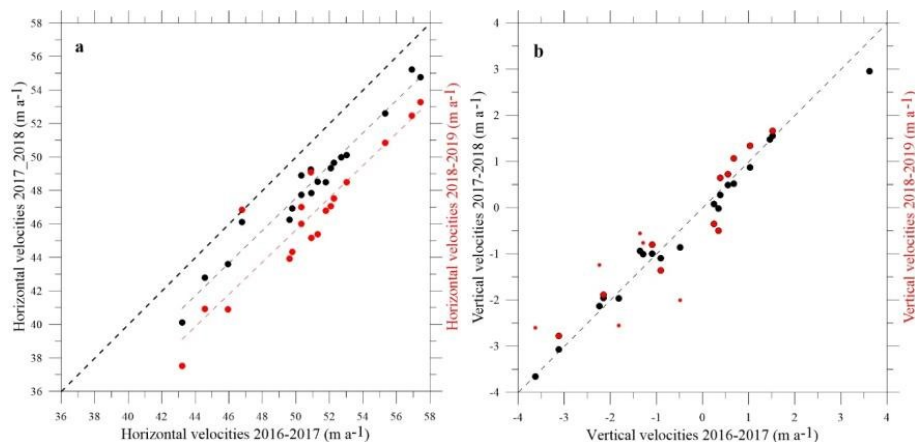 a
58
56
54
52
50
48
46
44
42
40
38
36
36 38 40 42 44 46 48 50 52 54 56 58
Horizontal velocities 2017_2018 (m a-1)
Horizontal velocities 2018-2019 (m a-1)
Horizontal velocities 2016-2017 (m a-1)
b
4
3
2
1
0
-1
-2
-3
-4
-4 -3 -2 -1 0 1 2 3 4
Vertical velocities 2017-2018 (m a-1)
Vertical velocities 2018-2019 (m a-1)
Vertical velocities 2016-2017 (m a-1)